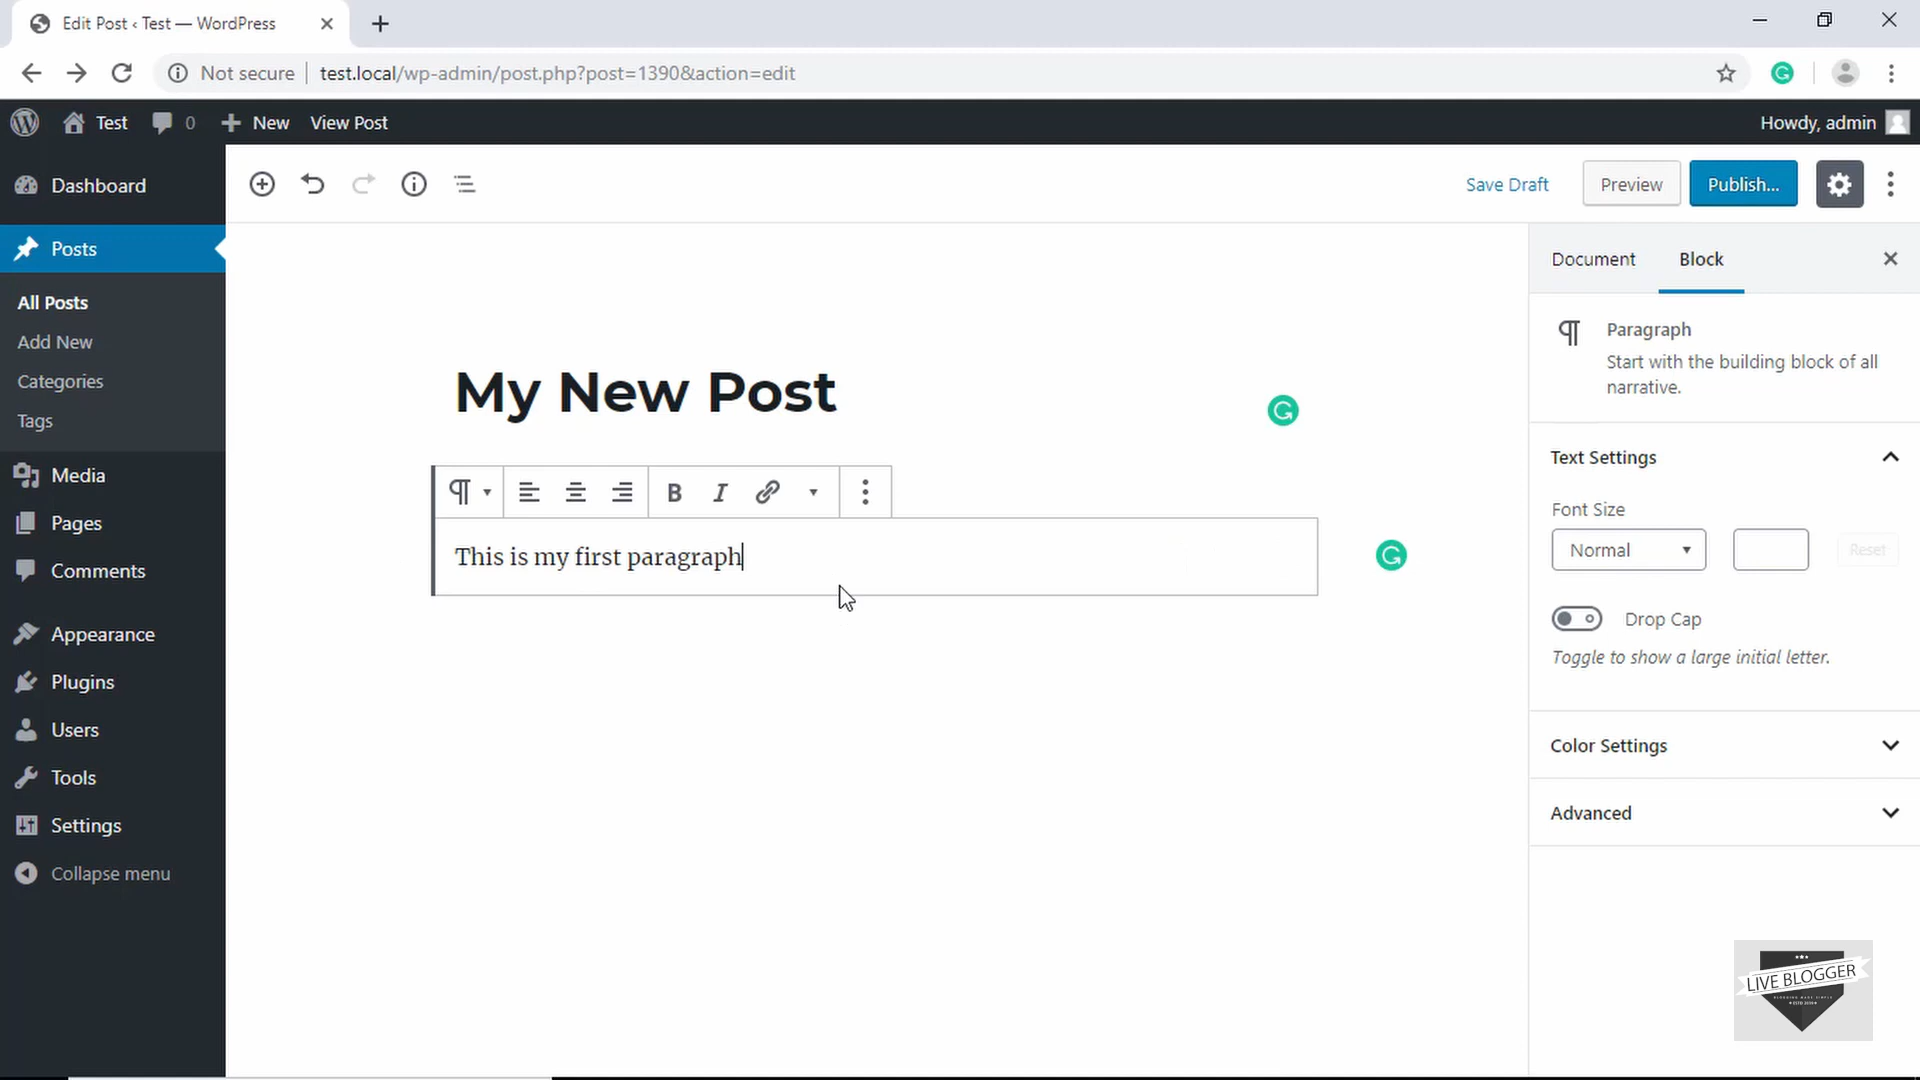 Edit Post ‹ Test — WordPress
Not secure
test.local/wp-admin/post.php?post=1390&action=edit
Test
0
New
View Post
Howdy, admin
Dashboard
Posts
All Posts
Add New
Categories
Tags
Media
Pages
Comments
Appearance
Plugins
Users
Tools
Settings
Collapse menu
Save Draft
Preview
Publish...
My New Post
B
I
This is my first paragraph
Document
Block
Paragraph
Start with the building block of all
narrative.
Text Settings
Font Size
Normal
Reset
Drop Cap
Toggle to show a large initial letter.
Color Settings
Advanced
LIVE BLOGGER